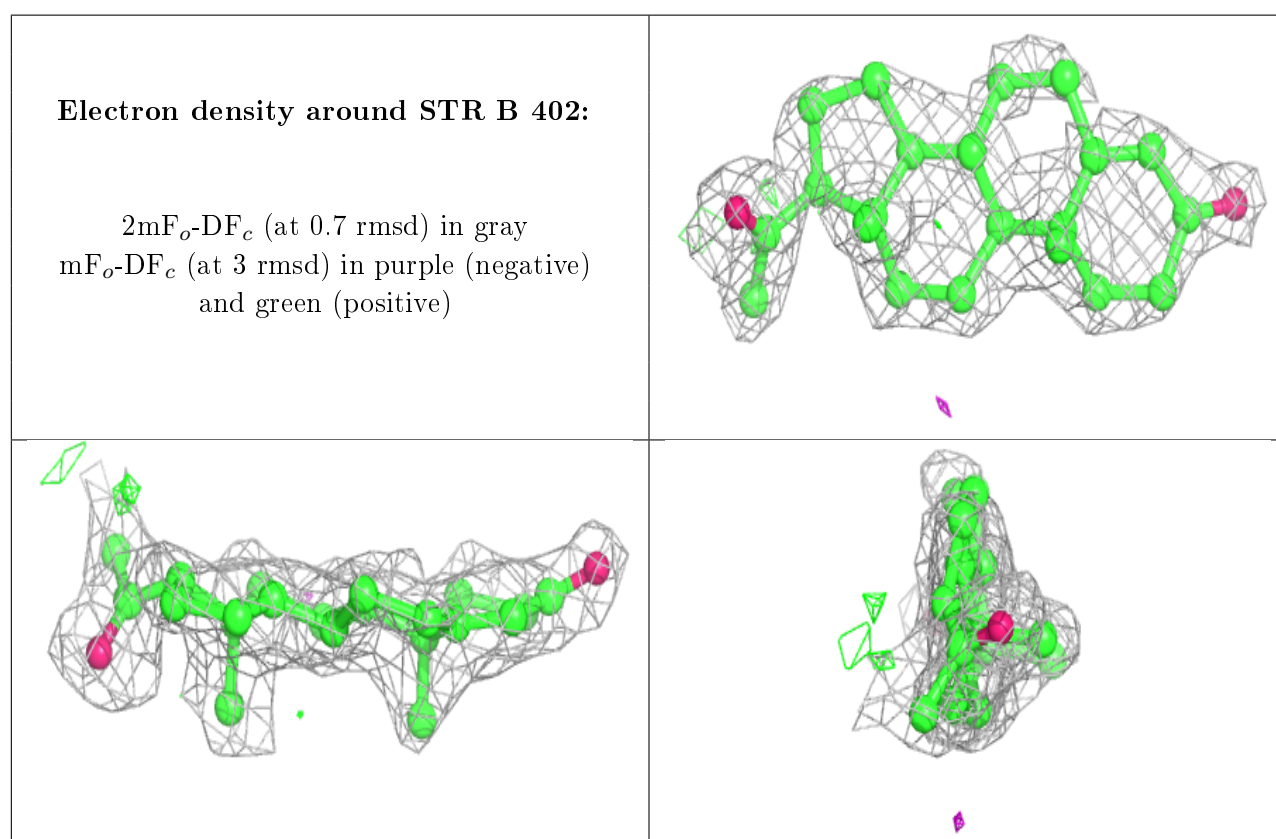 Electron density around STR B 402:
2mFo-DFc (at 0.7 rmsd) in gray
mFo-DFc (at 3 rmsd) in purple (negative)
and green (positive)